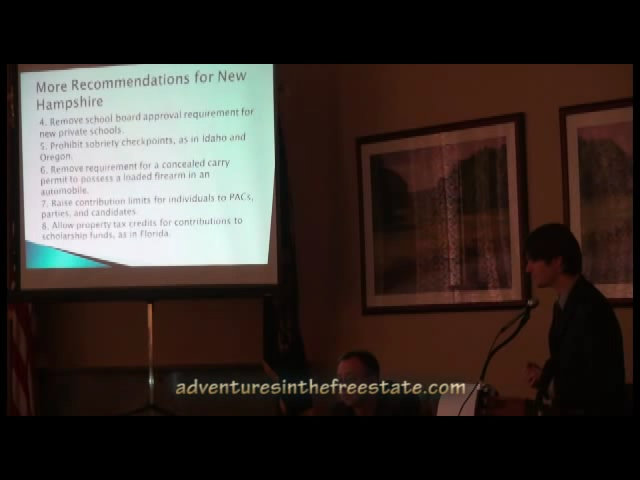 More Recommendations for New
Hampshire
4. Remove school board approval requirement for
new private schools.
5. Prohibit sobriety checkpoints, as in Idaho and
Oregon.
6. Remove requirement for a concealed carry
permit to possess a loaded firearm in an
automobile.
7. Raise contribution limits for individuals to PACs,
parties, and candidates.
8. Allow property tax credits for contributions to
scholarship funds, as in Florida.
adventuresinthefreestate.com